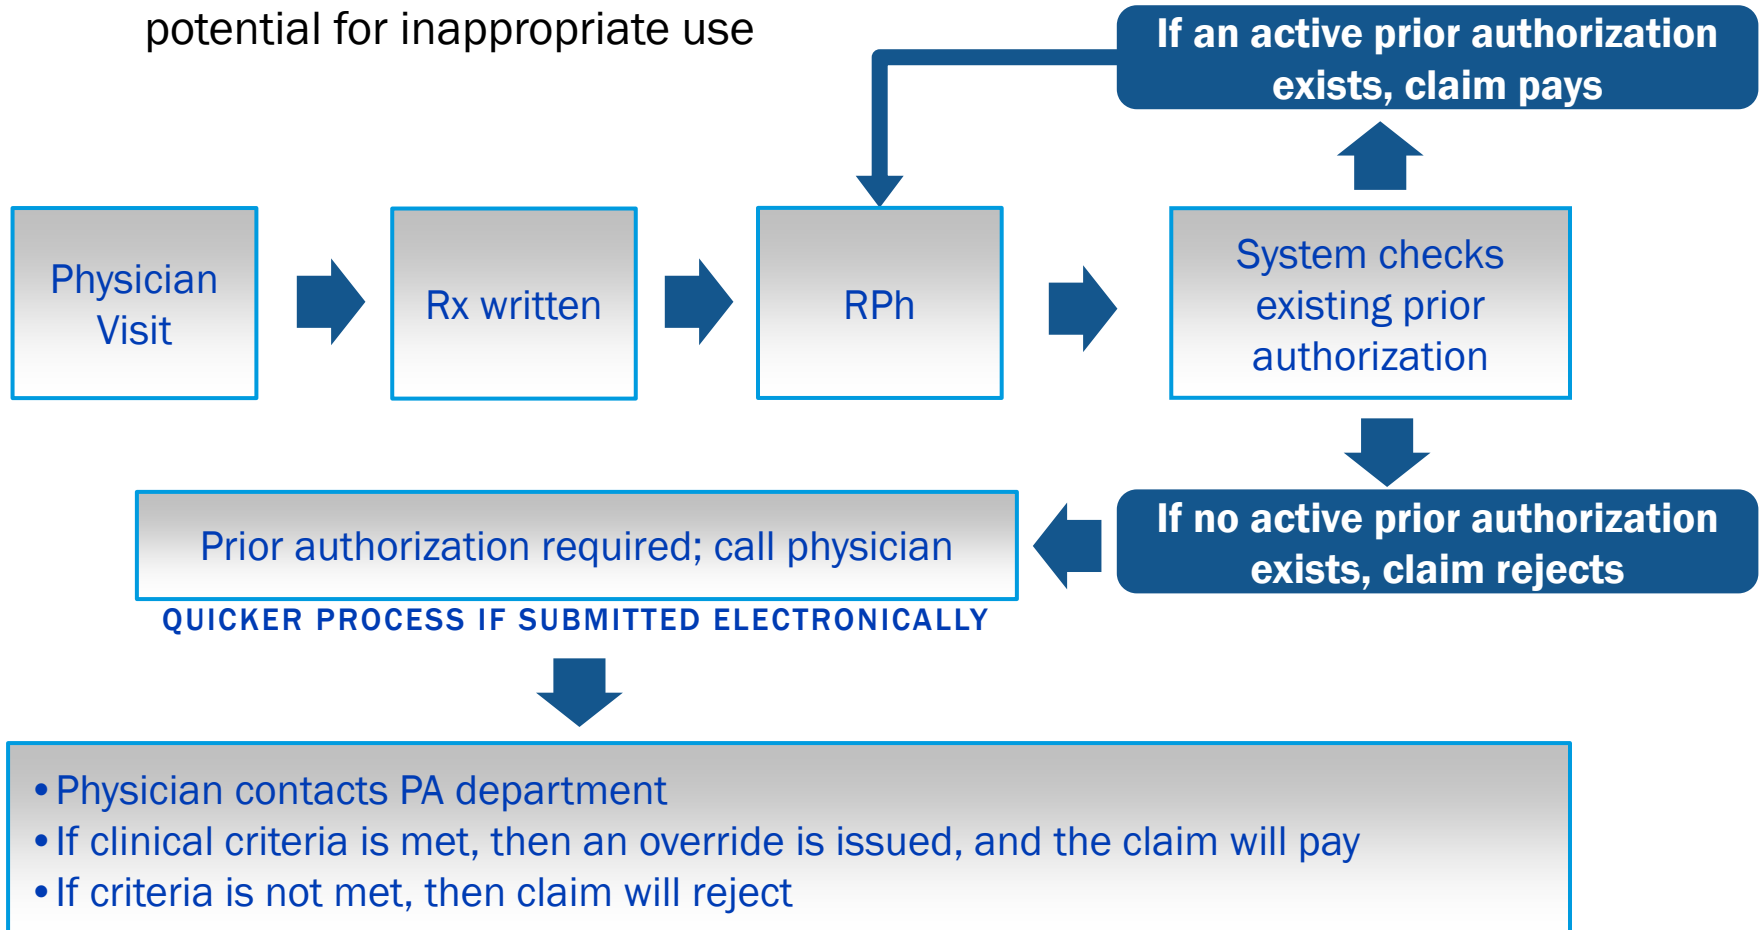 potential for inappropriate use
If an active prior authorization
exists, claim pays
Physician
Visit
Rx written
RPh
System checks
existing prior
authorization
If no active prior authorization
exists, claim rejects
Prior authorization required; call physician
QUICKER PROCESS IF SUBMITTED ELECTRONICALLY
• Physician contacts PA department
• If clinical criteria is met, then an override is issued, and the claim will pay
• If criteria is not met, then claim will reject